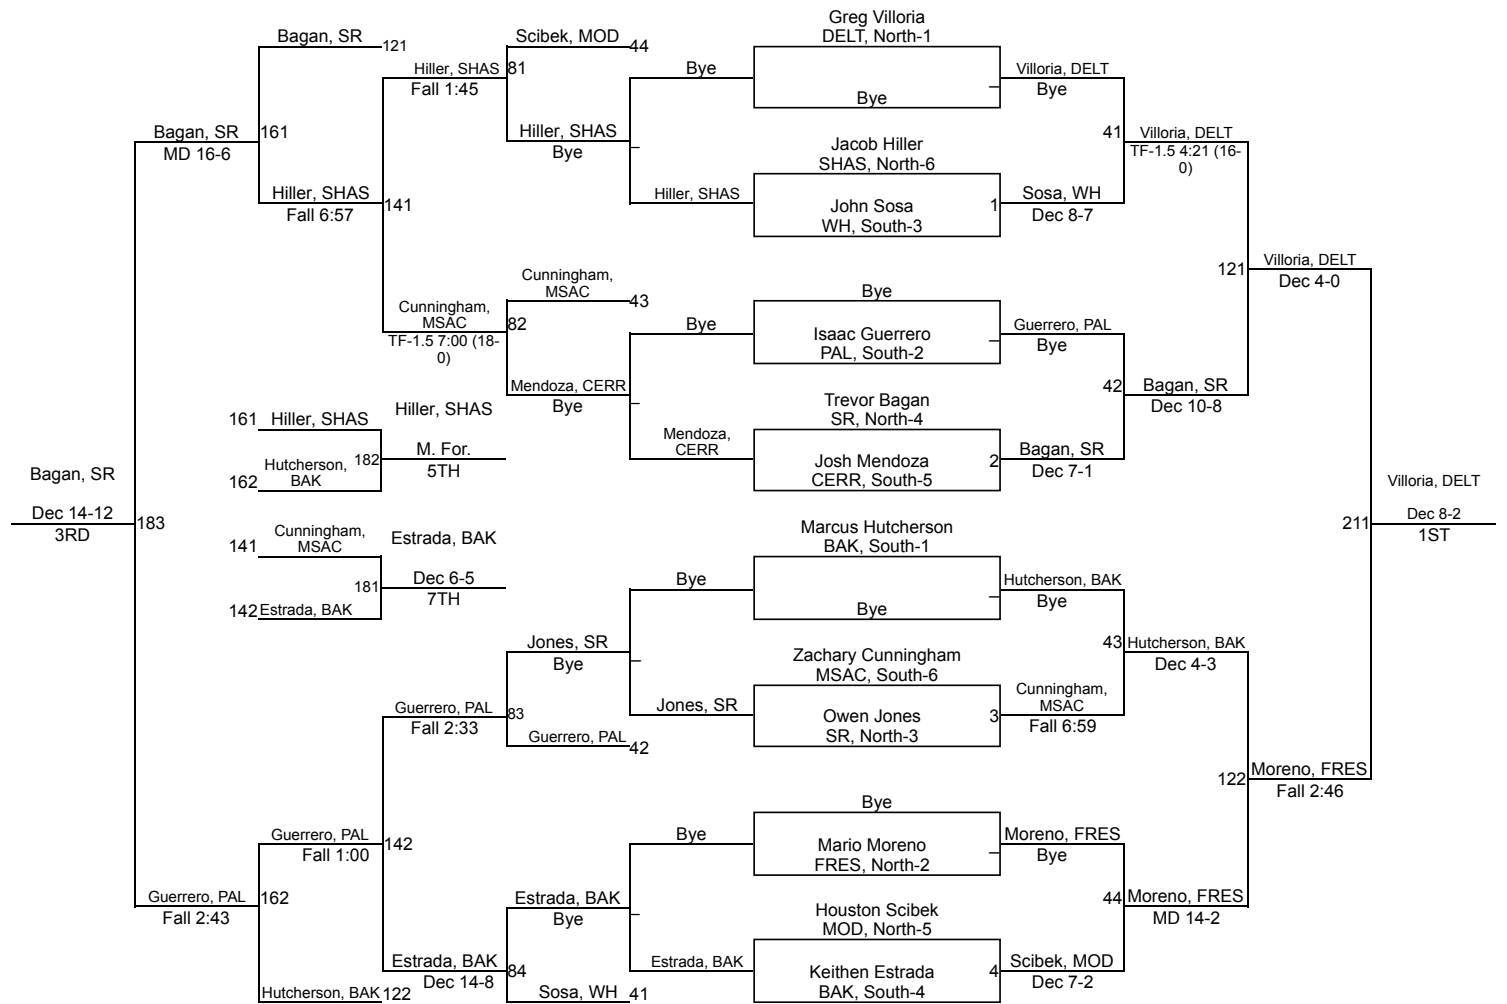 Greg Villoria
DELT, North-1
Bagan, SR
121
Scibek, MOD
44
Hiller, SHAS
81
Fall 1:45
Bye
Bye
Villoria, DELT
Bye
Bagan, SR
161
MD 16-6
Hiller, SHAS
Bye
Jacob Hiller
SHAS, North-6
41
Villoria, DELT
TF-1.5 4:21 (16-
0)
Hiller, SHAS
141
Fall 6:57
Hiller, SHAS
John Sosa
WH, South-3
1
Sosa, WH
Dec 8-7
121
Villoria, DELT
Dec 4-0
Cunningham,
MSAC
43
Cunningham,
MSAC
82
TF-1.5 7:00 (18-
0)
Bye
Bye
Isaac Guerrero
PAL, South-2
Guerrero, PAL
Bye
Mendoza, CERR
Bye
Trevor Bagan
SR, North-4
42
Bagan, SR
Dec 10-8
161
Hiller, SHAS
Hiller, SHAS
182
M. For.
5TH
162
Hutcherson,
BAK
Mendoza,
CERR
Josh Mendoza
CERR, South-5
2
Bagan, SR
Dec 7-1
Bagan, SR
Dec 14-12
3RD
183
Villoria, DELT
211
Dec 8-2
1ST
Marcus Hutcherson
BAK, South-1
141
Cunningham,
MSAC
Estrada, BAK
181
Dec 6-5
7TH
142
Estrada, BAK
Bye
Bye
Hutcherson, BAK
Bye
Jones, SR
Bye
Zachary Cunningham
MSAC, South-6
43
Hutcherson, BAK
Dec 4-3
Guerrero, PAL
83
Fall 2:33
Guerrero, PAL
42
Jones, SR
Owen Jones
SR, North-3
3
Cunningham,
MSAC
Fall 6:59
122
Moreno, FRES
Fall 2:46
Bye
Guerrero, PAL
142
Fall 1:00
Bye
Mario Moreno
FRES, North-2
Moreno, FRES
Bye
Guerrero, PAL
162
Fall 2:43
Estrada, BAK
Bye
Houston Scibek
MOD, North-5
44
Moreno, FRES
MD 14-2
Estrada, BAK
84
Dec 14-8
Estrada, BAK
Keithen Estrada
BAK, South-4
4
Scibek, MOD
Dec 7-2
Hutcherson, BAK
122
Sosa, WH
41